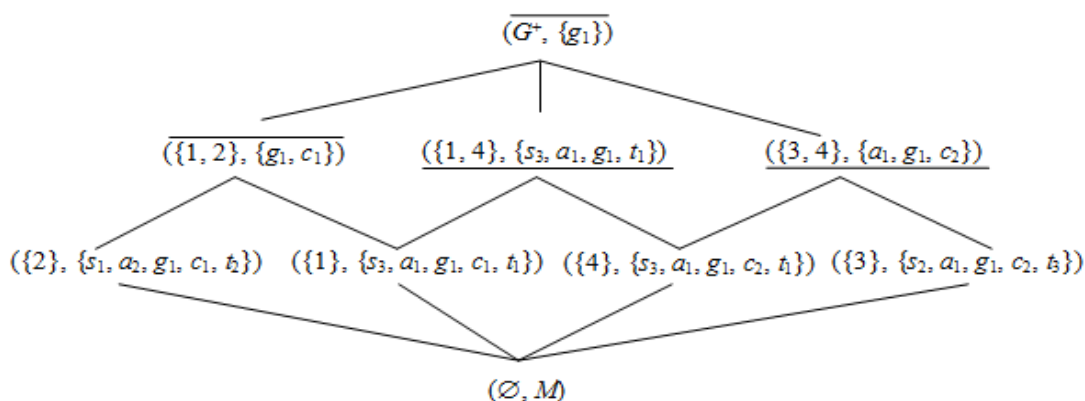 (G⁺, {g₁})
({1, 2}, {g₁, c₁}) ({1, 4}, {s₃, a₁, g₁, t₁}) ({3, 4}, {a₁, g₁, c₂})
({2}, {s₁, a₂, g₁, c₁, t₂}) ({1}, {s₃, a₁, g₁, c₁, t₁}) ({4}, {s₃, a₁, g₁, c₂, t₁}) ({3}, {s₂, a₁, g₁, c₂, t₃})
(∅, M)